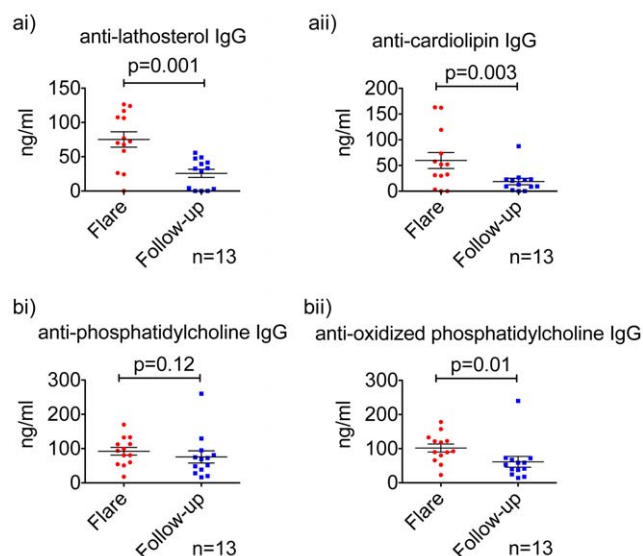 ai)
anti-lathosterol IgG
p=0.001
150
100
50
0
ng/ml
Flare
Follow-up
n=13
aii)
anti-cardiolipin IgG
p=0.003
200
150
100
50
0
ng/ml
Flare
Follow-up
n=13
bi)
anti-phosphatidylcholine IgG
p=0.12
300
200
100
0
ng/ml
Flare
Follow-up
n=13
bii)
anti-oxidized phosphatidylcholine IgG
p=0.01
300
200
100
0
ng/ml
Flare
Follow-up
n=13